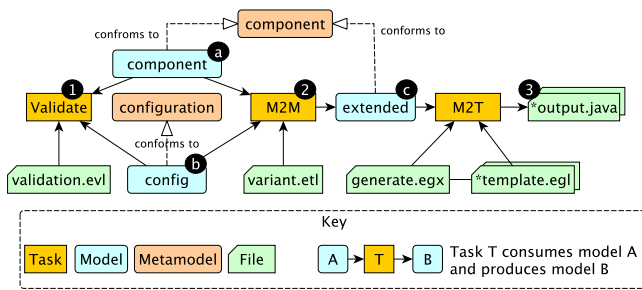 component
confroms to
conforms to
component
a
1
2
c
3
Validate
configuration
M2M
extended
M2T
*output.java
conforms to
b
validation.evl
config
variant.etl
generate.egx
*template.egl
Key
Task
Model
Metamodel
File
A
T
B
Task T consumes model A
and produces model B